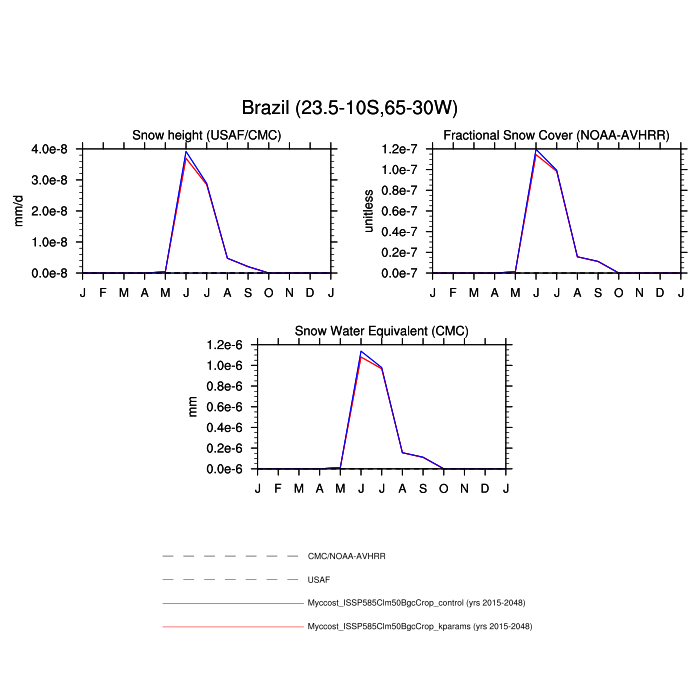 Brazil (23.5-10S,65-30W)
Snow height (USAF/CMC)
4.0e-8
3.0e-8
2.0e-8
1.0e-8
0.0e-8
mm/d
J F M A M J J A S O N D J
Fractional Snow Cover (NOAA-AVHRR)
1.2e-7
1.0e-7
0.8e-7
0.6e-7
0.4e-7
0.2e-7
0.0e-7
unitless
J F M A M J J A S O N D J
Snow Water Equivalent (CMC)
1.2e-6
1.0e-6
0.8e-6
0.6e-6
0.4e-6
0.2e-6
0.0e-6
mm
J F M A M J J A S O N D J
CMC/NOAA-AVHRR
USAF
Myccost_ISSP585Clm50BgcCrop_control (yrs 2015-2048)
Myccost_ISSP585Clm50BgcCrop_kparams (yrs 2015-2048)